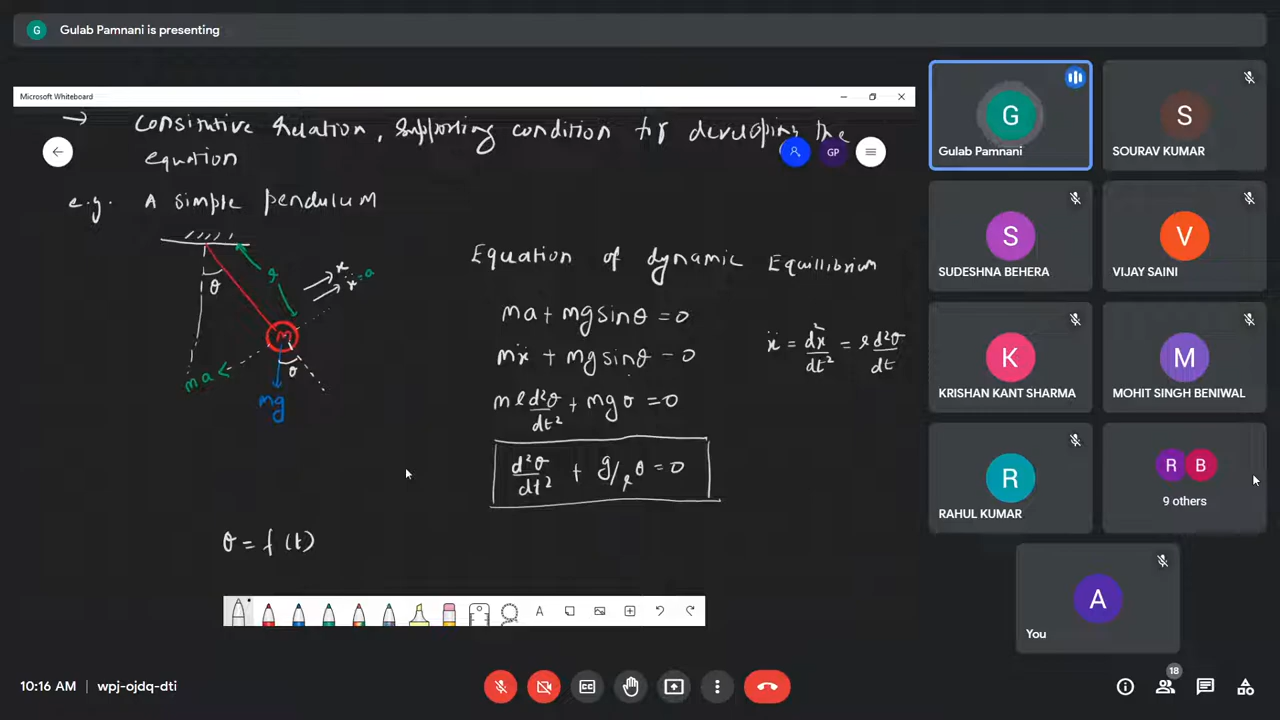 G Gulab Pamnani is presenting
Microsoft Whiteboard
→ Consitutive Relation, Supporting condition for developing the
equation
GP
e.g. A simple pendulum
θ
x
ẍ = a
m
θ
ma
mg
Equation of dynamic Equillibrium
ma + mg sinθ = 0
mẍ + mg sinθ = 0
ml d²θ/dt² + mgθ = 0
d²θ/dt² + g/l θ = 0
ẍ = d²x/dt² = l d²θ/dt
θ = f(t)
A
G
Gulab Pamnani
S
SOURAV KUMAR
S
SUDESHNA BEHERA
V
VIJAY SAINI
K
KRISHAN KANT SHARMA
M
MOHIT SINGH BENIWAL
R
RAHUL KUMAR
R B
9 others
A
You
10:16 AM | wpj-ojdq-dti
CC
18